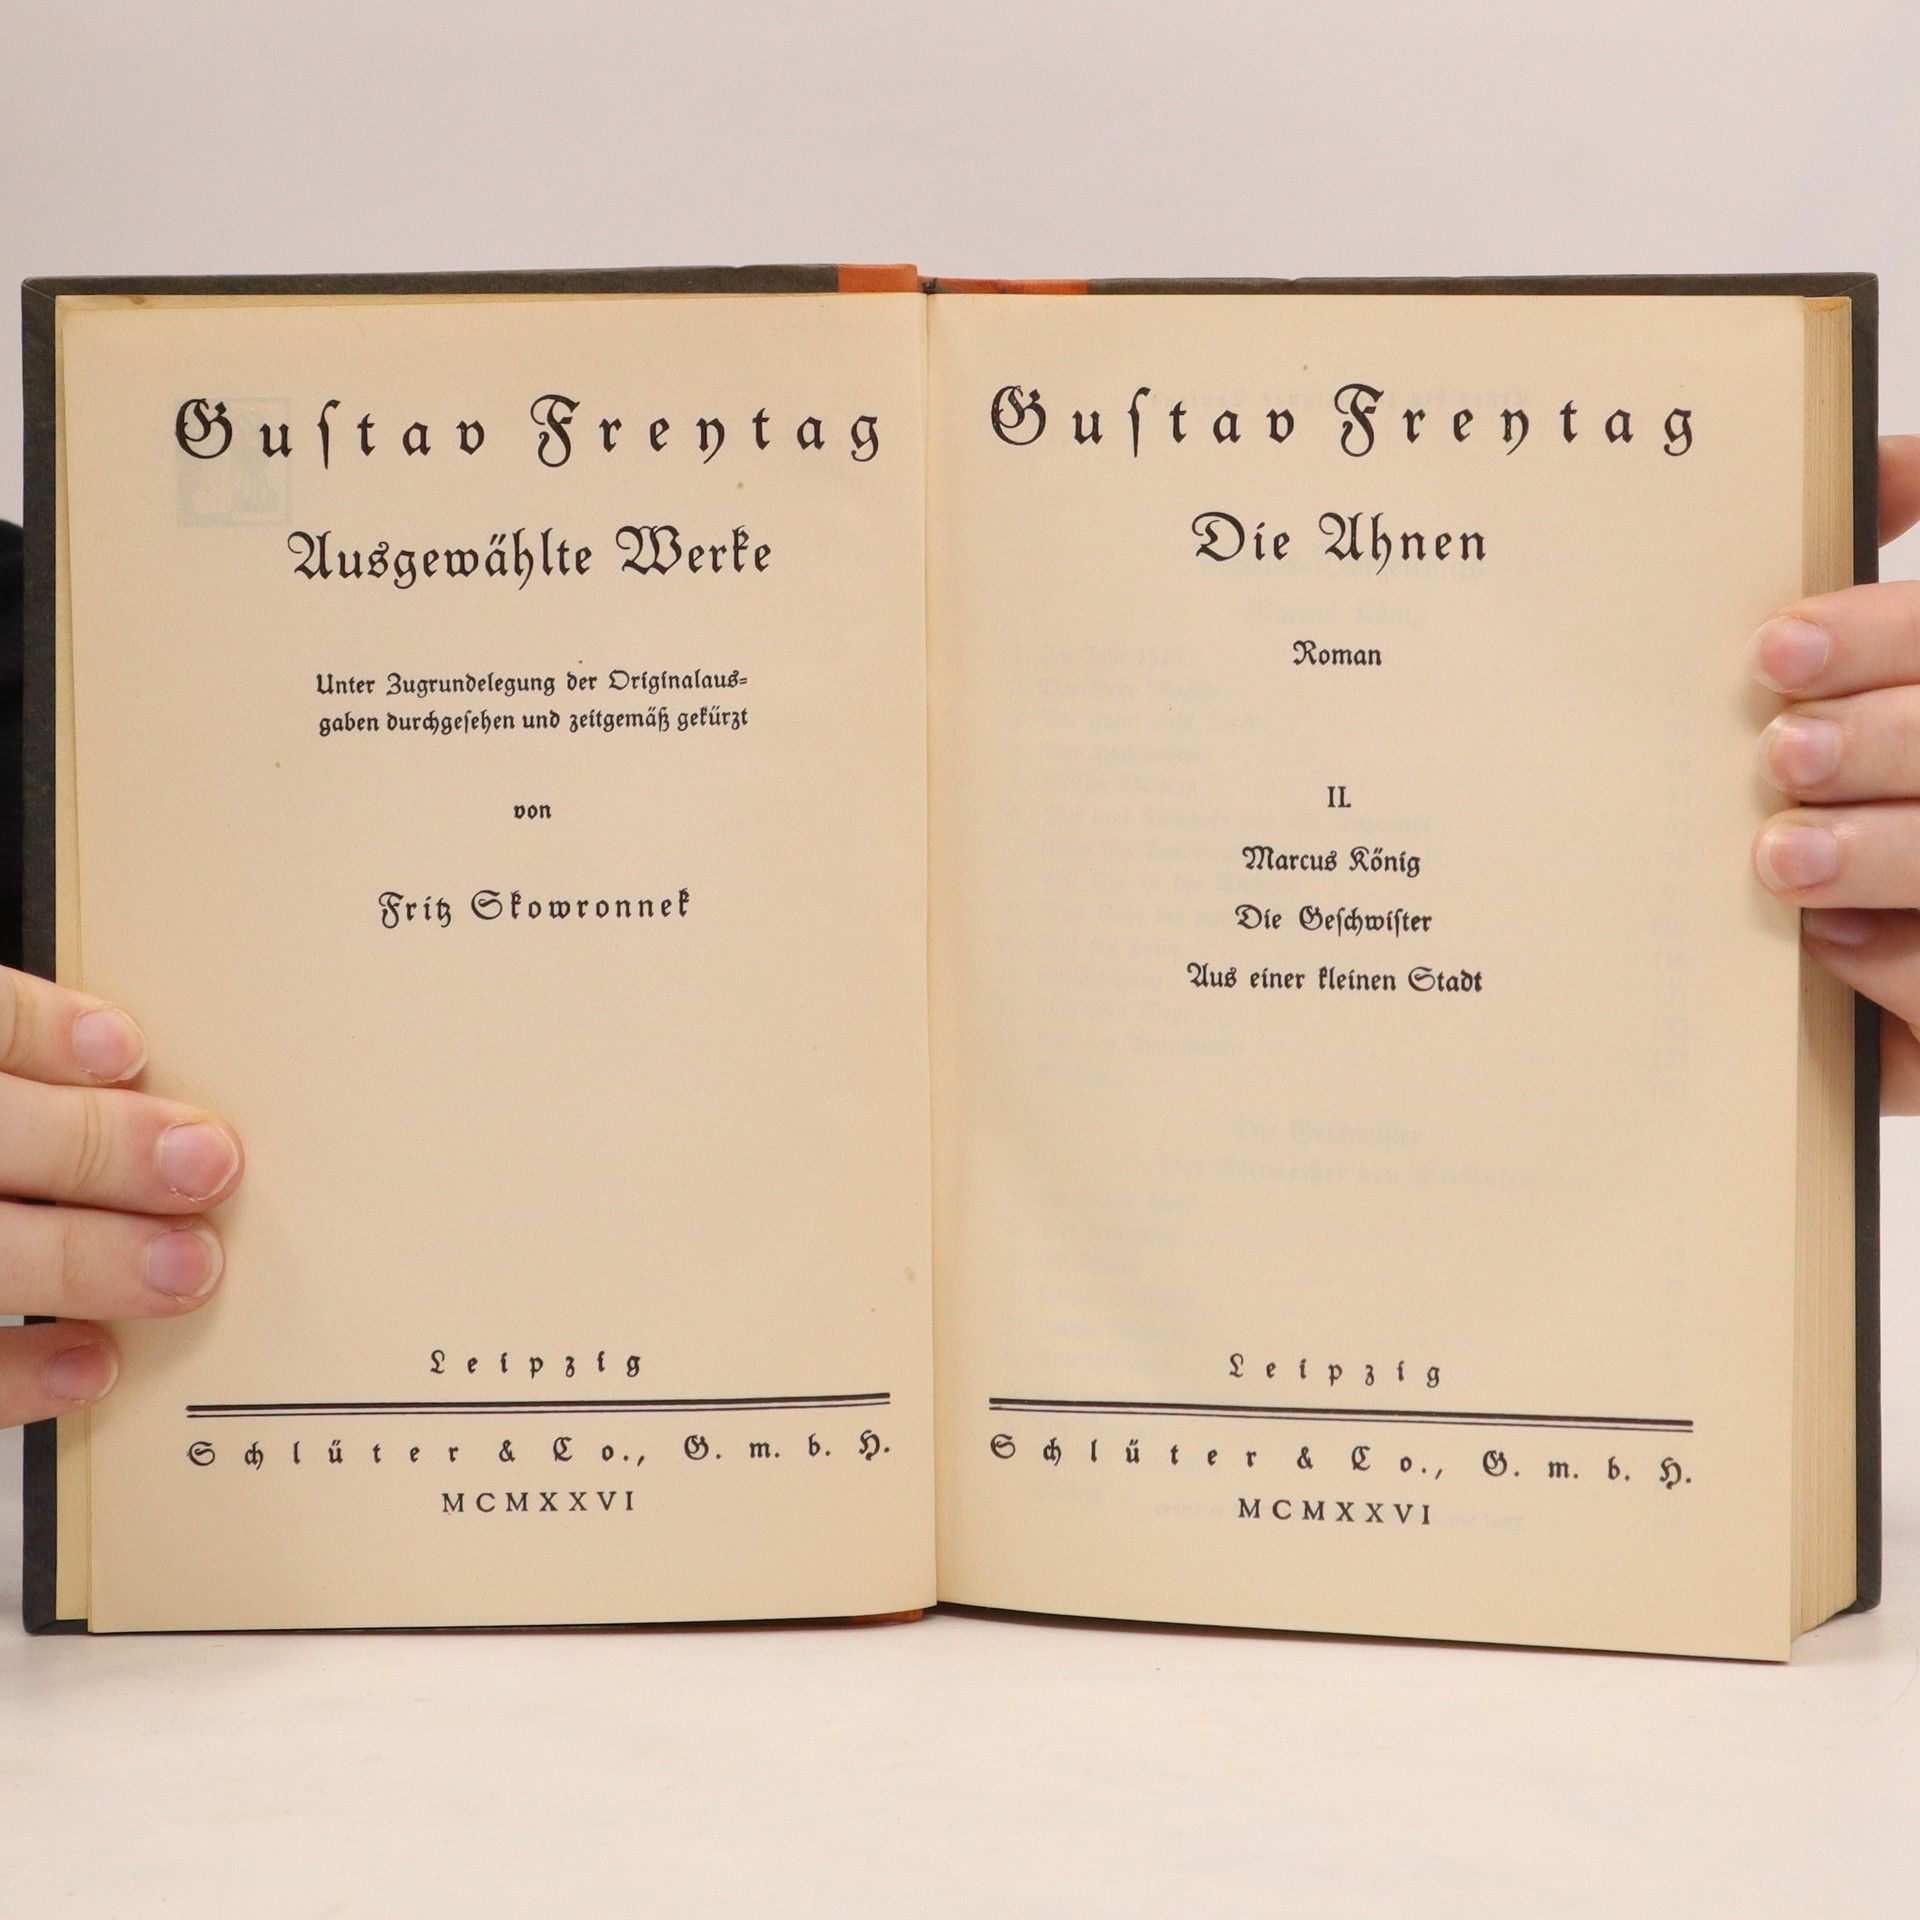 Gustav Freytag
Ausgewählte Werke
Unter Zugrundelegung der Originalaus-
gaben durchgesehen und zeitgemäß gekürzt
von
Fritz Skowronnek
Leipzig
Schlüter & Co., G. m. b. H.
MCMXXVI
Gustav Freytag
Die Ahnen
Roman
II.
Marcus König
Die Geschwister
Aus einer kleinen Stadt
Leipzig
Schlüter & Co., G. m. b. H.
MCMXXVI